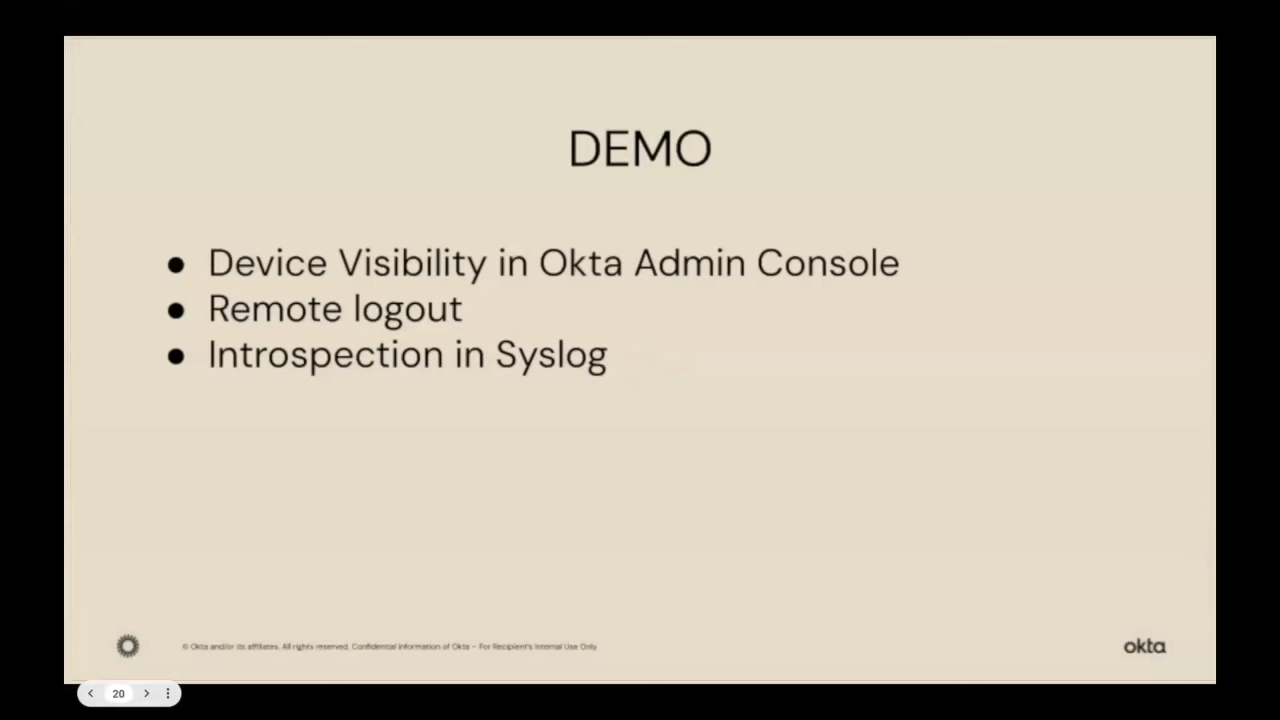 DEMO
● Device Visibility in Okta Admin Console
● Remote logout
● Introspection in Syslog
© Okta and/or its affiliates. All rights reserved. Confidential Information of Okta – For Recipient's Internal Use Only
okta
20